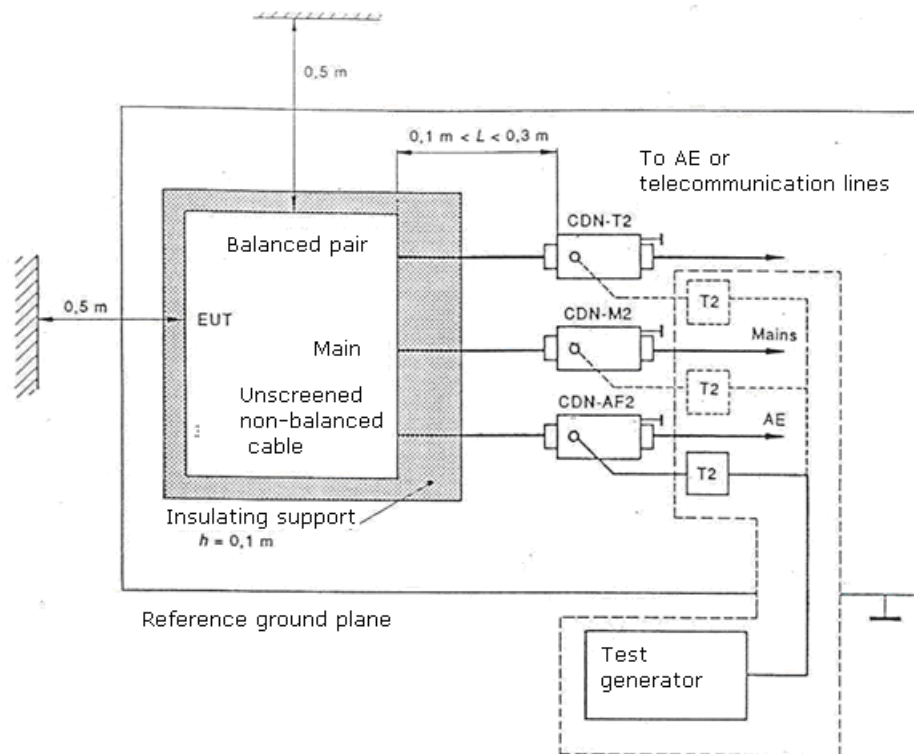 0,5 m
0,1 m < L < 0,3 m
To AE or
telecommunication lines
CDN-T2
Balanced pair
T2
0,5 m
EUT
CDN-M2
Mains
Main
T2
Unscreened
non-balanced
cable
CDN-AF2
AE
T2
Insulating support
h = 0,1 m
Reference ground plane
Test
generator